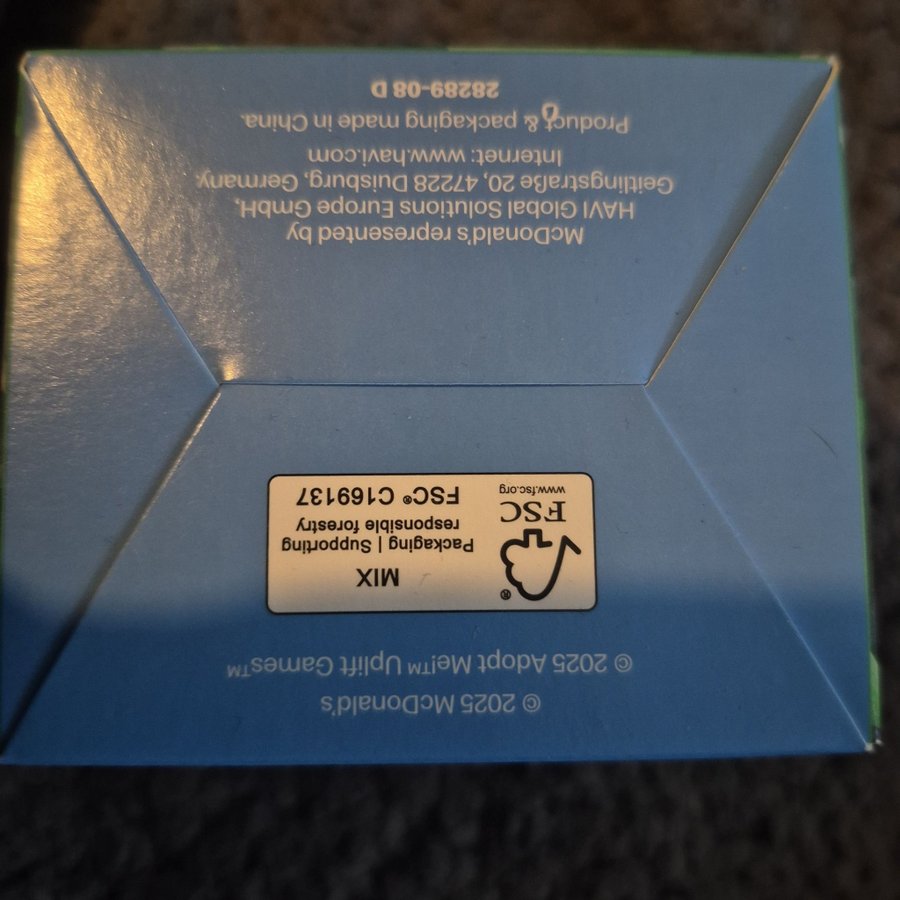 © 2025 McDonald's
© 2025 Adopt Me!™ Uplift Games™
®
FSC
www.fsc.org
MIX
Packaging | Supporting
responsible forestry
FSC® C169137
McDonald's represented by
HAVI Global Solutions Europe GmbH,
Geitlingstraße 20, 47228 Duisburg, Germany.
Internet: www.havi.com
Product & packaging made in China.
28289-08 D